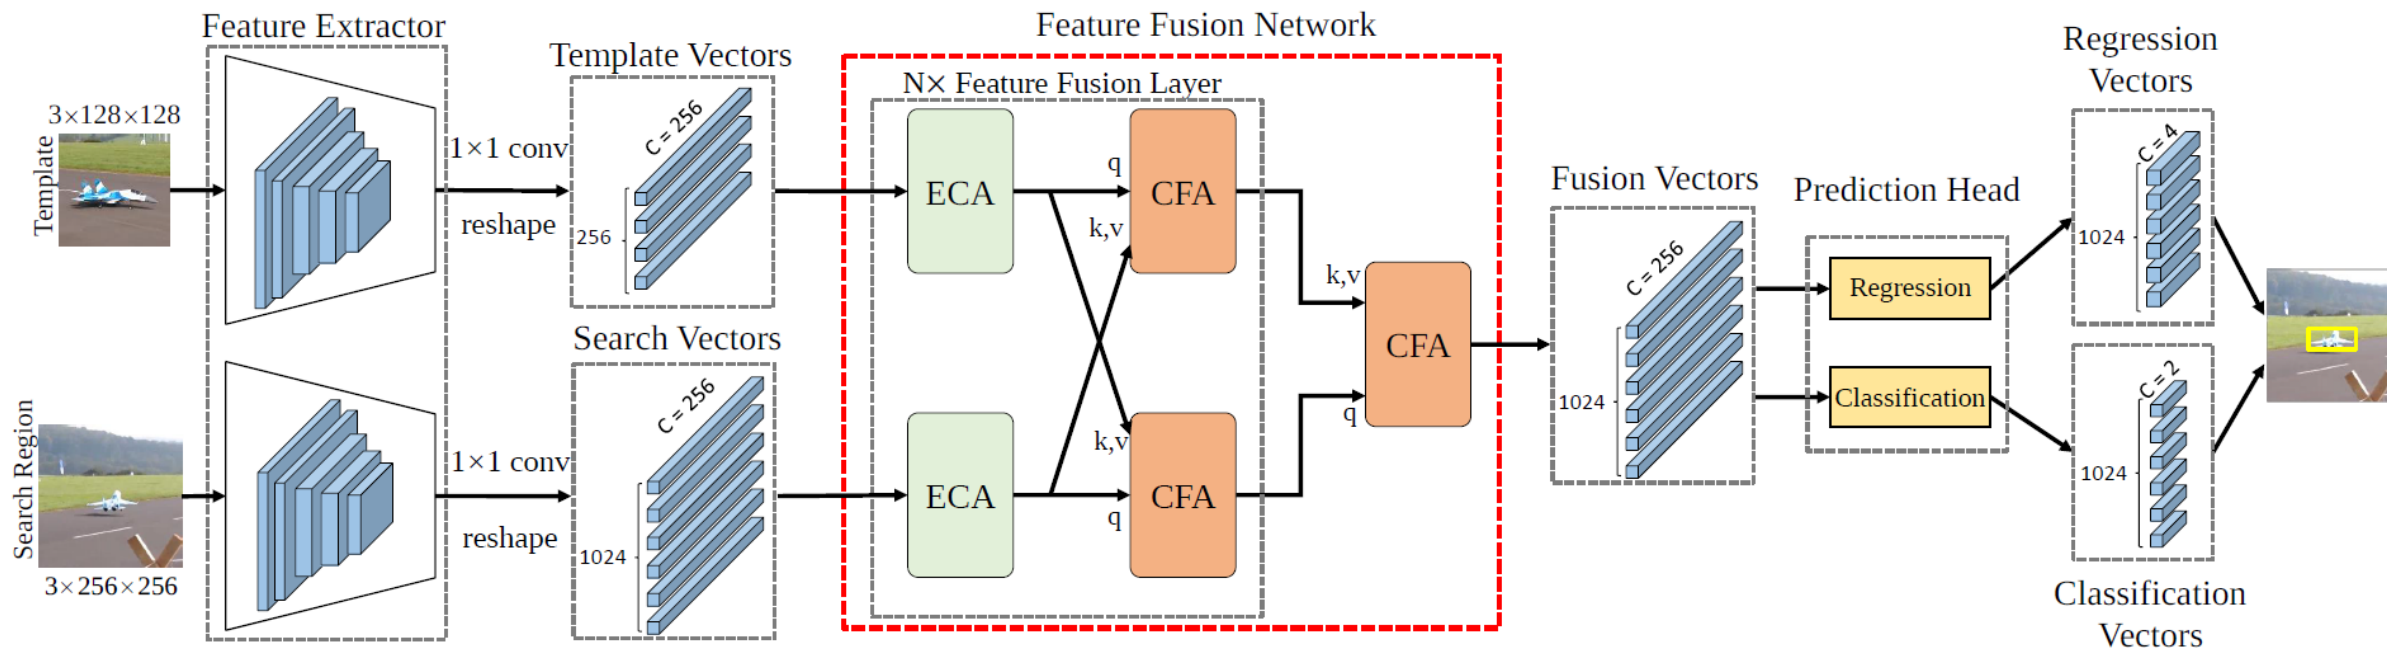 Feature Extractor
3×128×128
Template
Search Region
3×256×256
1×1 conv
reshape
1×1 conv
reshape
Template Vectors
C = 256
256
Search Vectors
C = 256
1024
Feature Fusion Network
N× Feature Fusion Layer
ECA
q
k,v
CFA
ECA
k,v
q
CFA
k,v
q
CFA
Fusion Vectors
C = 256
1024
Prediction Head
Regression
Classification
Regression
Vectors
C = 4
1024
C = 2
1024
Classification
Vectors